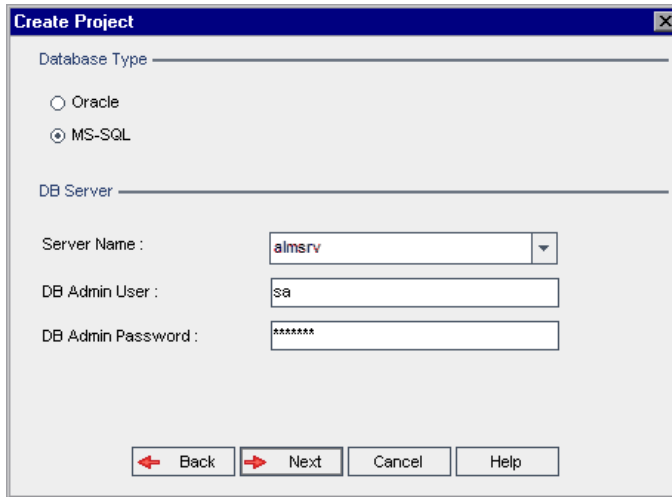 Create Project
Database Type
Oracle
MS-SQL
DB Server
Server Name : almsrv
DB Admin User : sa
DB Admin Password : *******
Back Next Cancel Help